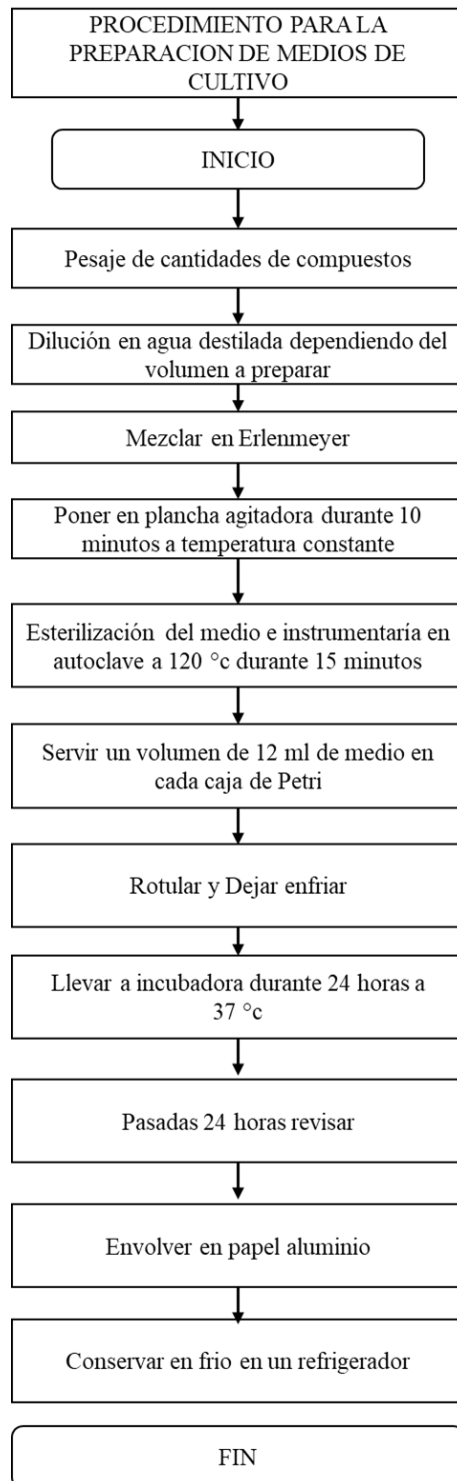 PROCEDIMIENTO PARA LA
PREPARACION DE MEDIOS DE
CULTIVO
INICIO
Pesaje de cantidades de compuestos
Dilución en agua destilada dependiendo del
volumen a preparar
Mezclar en Erlenmeyer
Poner en plancha agitadora durante 10
minutos a temperatura constante
Esterilización del medio e instrumentaría en
autoclave a 120 °c durante 15 minutos
Servir un volumen de 12 ml de medio en
cada caja de Petri
Rotular y Dejar enfriar
Llevar a incubadora durante 24 horas a
37 °c
Pasadas 24 horas revisar
Envolver en papel aluminio
Conservar en frio en un refrigerador
FIN